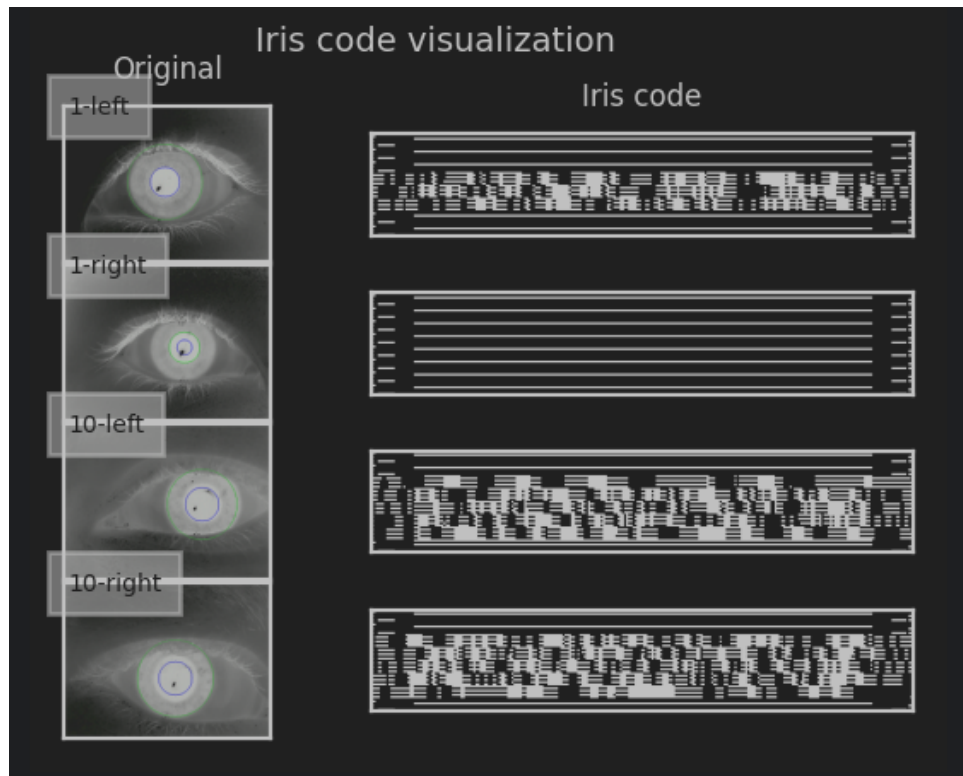 Iris code visualization
Original
Iris code
1-left
1-right
10-left
10-right